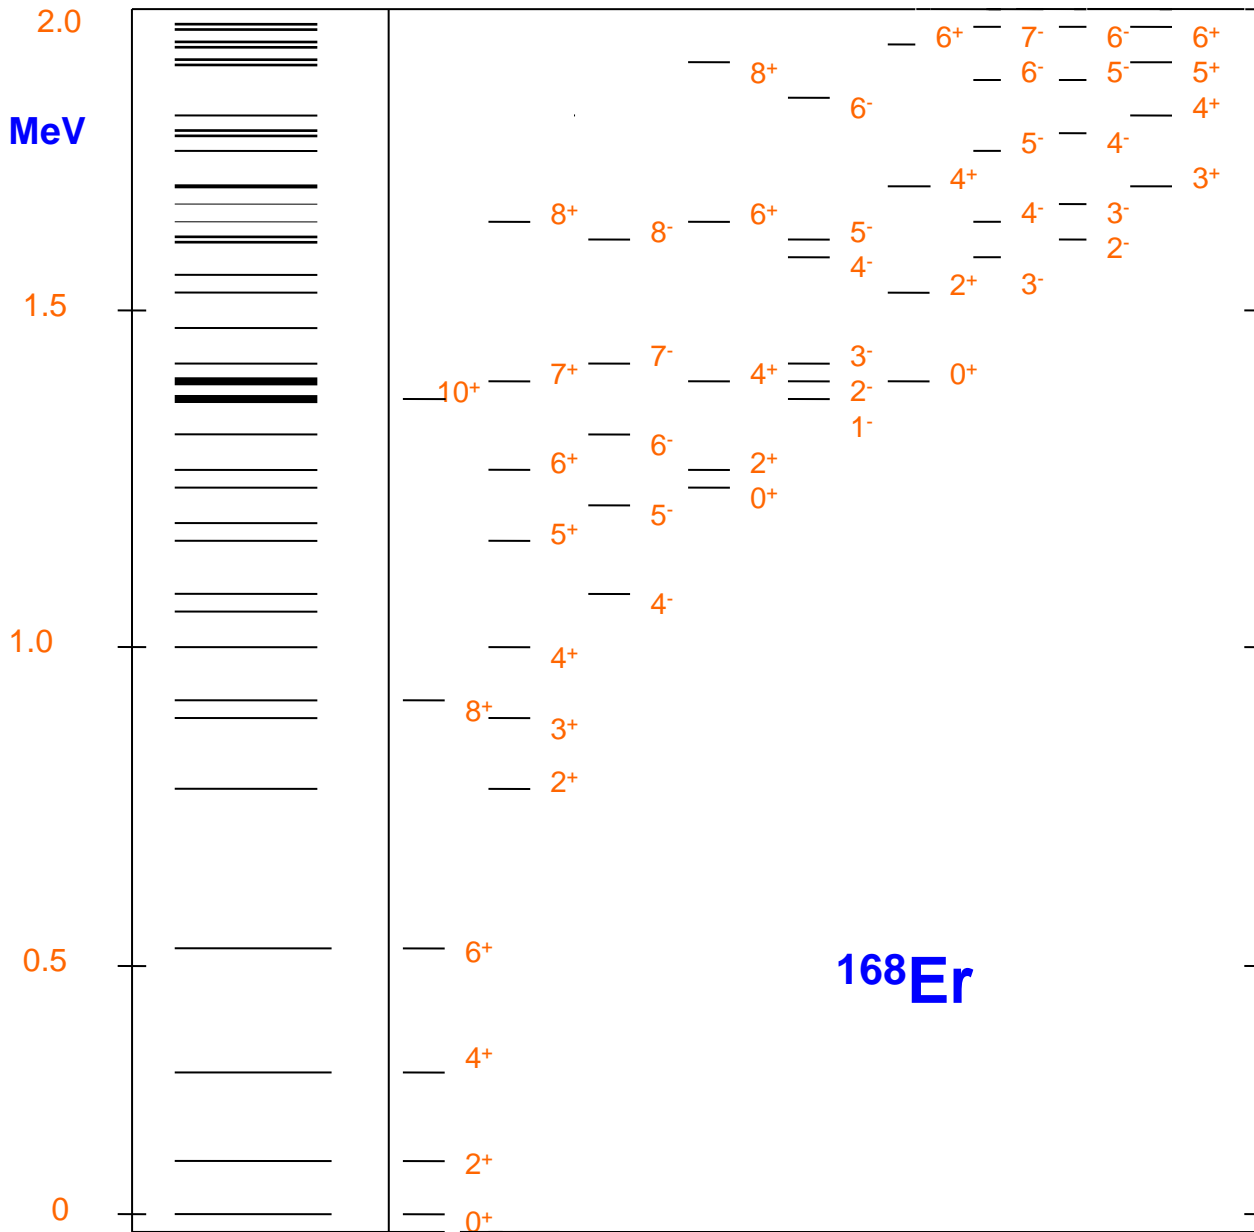 2.0
6⁺ 7⁻ 6⁻ 6⁺
8⁺ 6⁻ 5⁻ 5⁺
6⁻ 4⁺
MeV
5⁻ 4⁻
4⁺ 3⁺
8⁺ 8⁻ 6⁺ 5⁻ 4⁻ 3⁻
4⁻ 2⁻
2⁺ 3⁻
1.5
7⁺ 7⁻ 4⁺ 3⁻ 0⁺
10⁺ 2⁻
1⁻
6⁺ 6⁻ 2⁺
0⁺
5⁺ 5⁻
4⁻
1.0
4⁺
8⁺ 3⁺
2⁺
0.5 6⁺
¹⁶⁸Er
4⁺
2⁺
0 0⁺